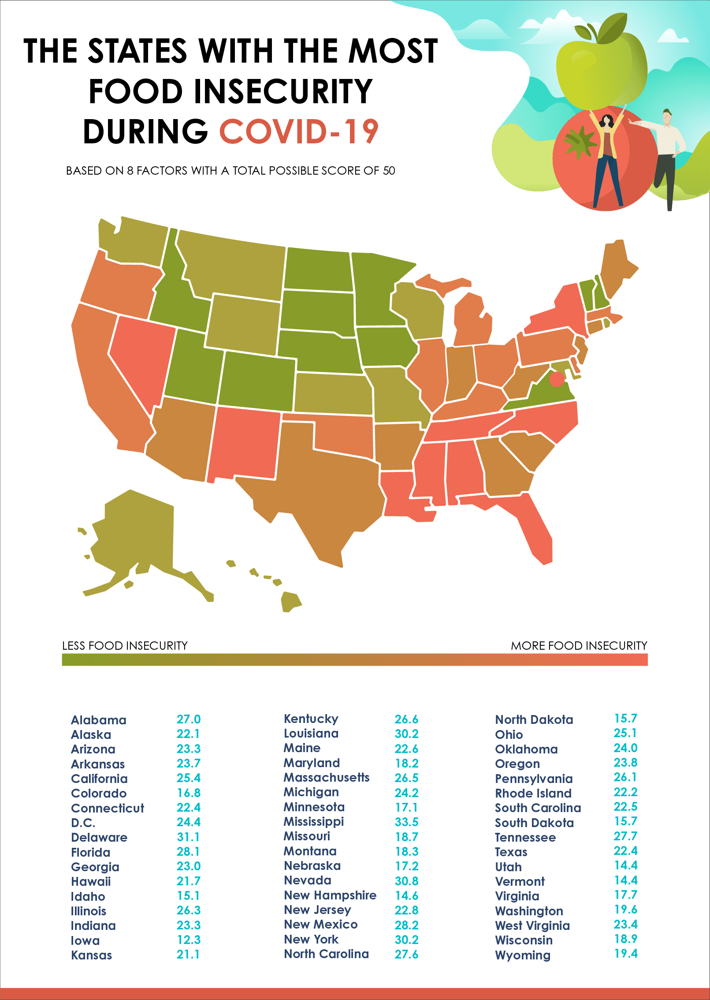 THE STATES WITH THE MOST
FOOD INSECURITY
DURING COVID-19
BASED ON 8 FACTORS WITH A TOTAL POSSIBLE SCORE OF 50
LESS FOOD INSECURITY
MORE FOOD INSECURITY
Alabama 27.0
Alaska 22.1
Arizona 23.3
Arkansas 23.7
California 25.4
Colorado 16.8
Connecticut 22.4
D.C. 24.4
Delaware 31.1
Florida 28.1
Georgia 23.0
Hawaii 21.7
Idaho 15.1
Illinois 26.3
Indiana 23.3
Iowa 12.3
Kansas 21.1
Kentucky 26.6
Louisiana 30.2
Maine 22.6
Maryland 18.2
Massachusetts 26.5
Michigan 24.2
Minnesota 17.1
Mississippi 33.5
Missouri 18.7
Montana 18.3
Nebraska 17.2
Nevada 30.8
New Hampshire 14.6
New Jersey 22.8
New Mexico 28.2
New York 30.2
North Carolina 27.6
North Dakota 15.7
Ohio 25.1
Oklahoma 24.0
Oregon 23.8
Pennsylvania 26.1
Rhode Island 22.2
South Carolina 22.5
South Dakota 15.7
Tennessee 27.7
Texas 22.4
Utah 14.4
Vermont 14.4
Virginia 17.7
Washington 19.6
West Virginia 23.4
Wisconsin 18.9
Wyoming 19.4